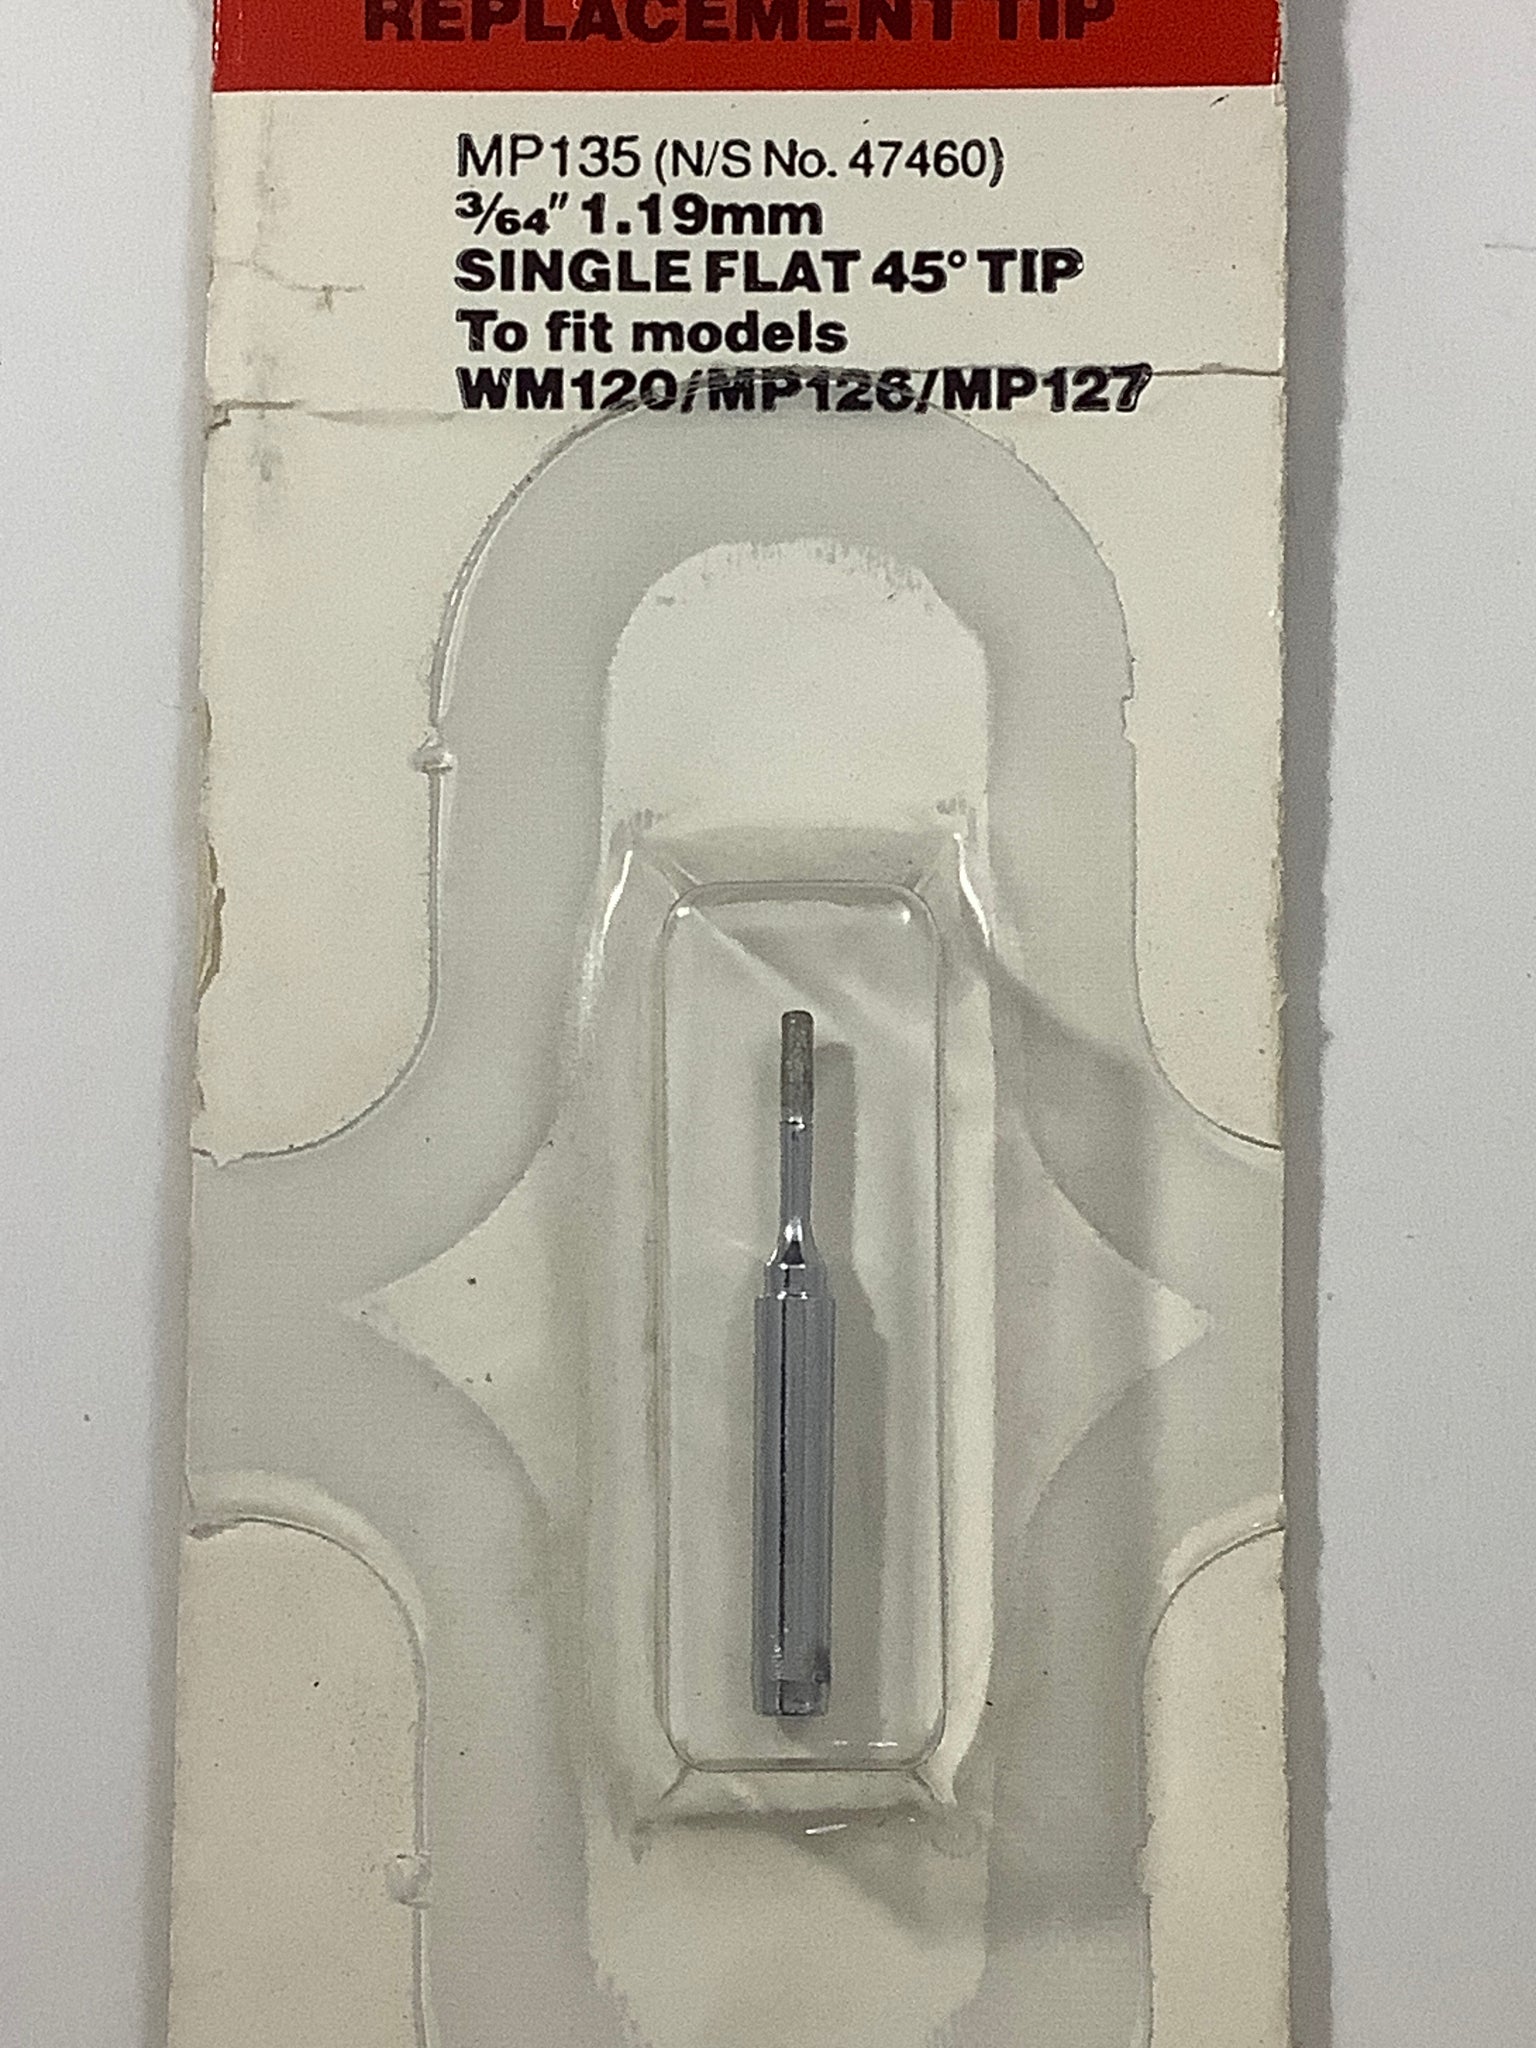 REPLACEMENT TIP
MP135 (N/S No. 47460)
3/64" 1.19mm
SINGLE FLAT 45° TIP
To fit models
WM120/MP126/MP127